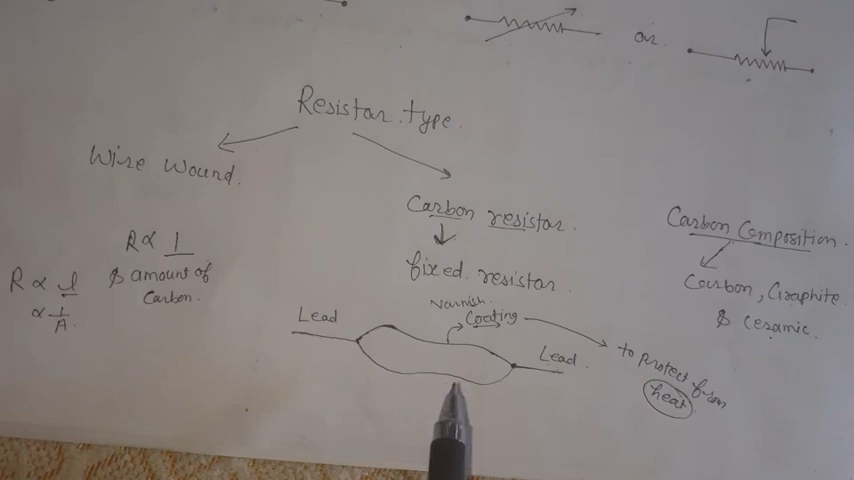 or
Resistor type.
Wire Wound.
Carbon resistor.
Carbon Composition.
R ∝ l
∝ 1/A.
R ∝ 1
& amount of
Carbon.
fixed resistor
Carbon, Graphite
& Ceramic.
Varnish
Coating
Lead
Lead.
to protect from
heat.